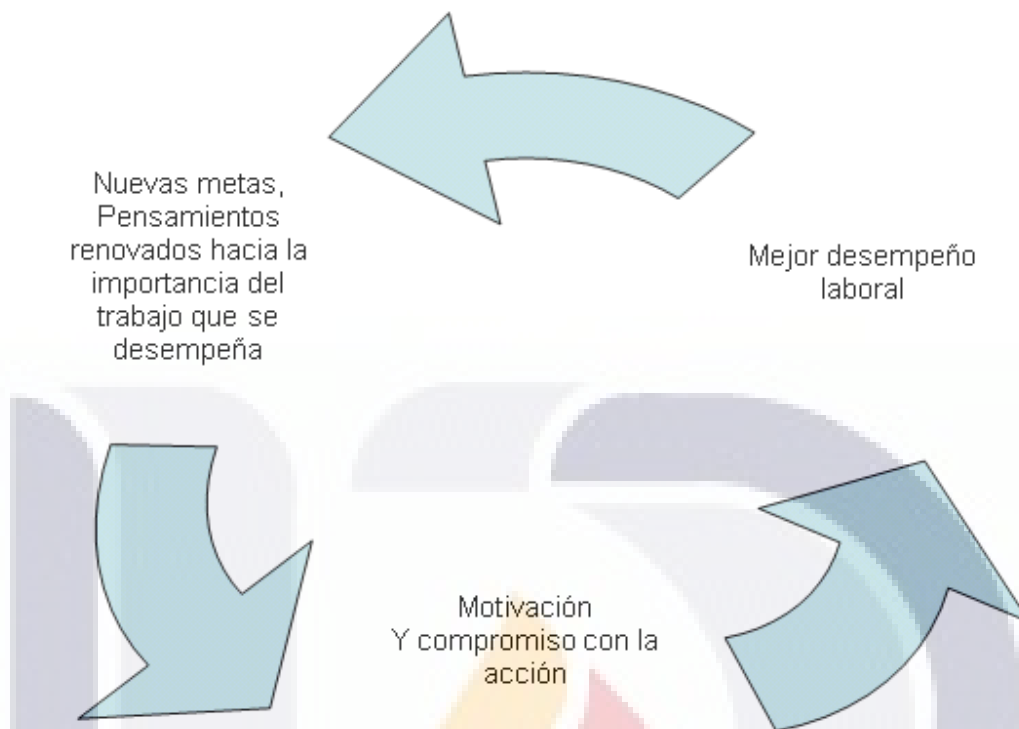 Nuevas metas,
Pensamientos
renovados hacia la
importancia del
trabajo que se
desempeña
Mejor desempeño
laboral
Motivación
Y compromiso con la
acción